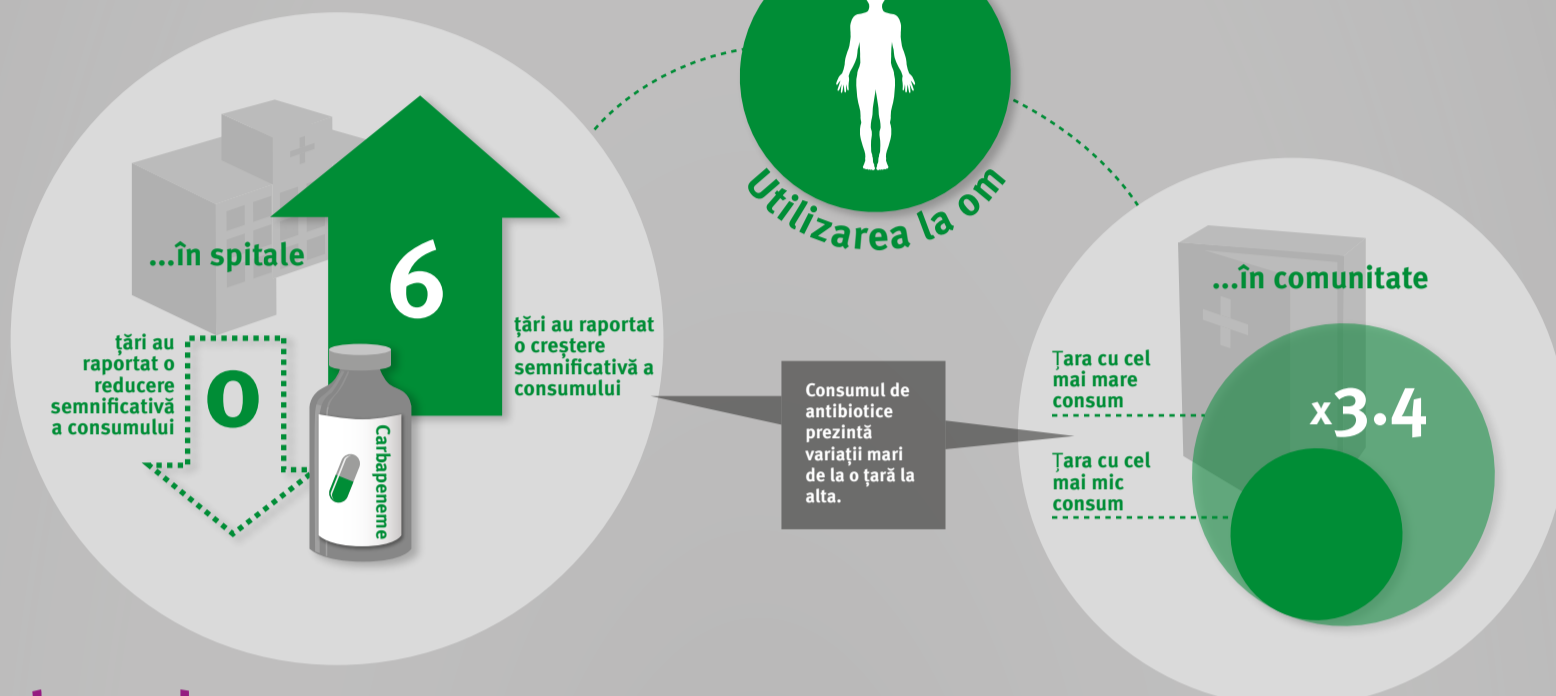 Utilizarea la om
...în spitale
6
țări au raportat
o creștere
semnificativă a
consumului
țări au
raportat o
reducere
semnificativă
a consumului
0
Carbapeneme
Consumul de
antibiotice
prezintă
variații mari
de la o țară la
alta.
...în comunitate
Țara cu cel
mai mare
consum
x3.4
Țara cu cel
mai mic
consum